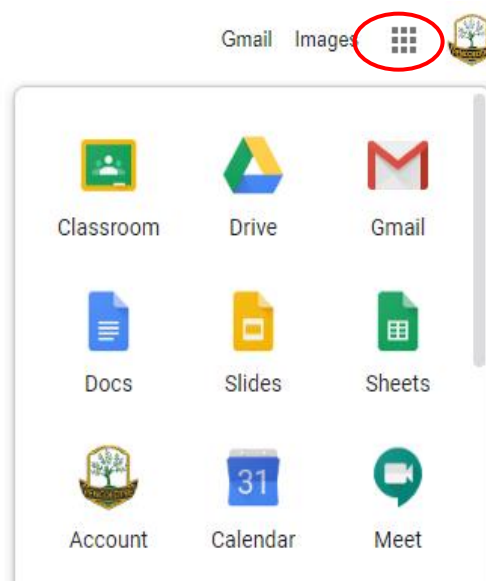 Gmail Images
Classroom Drive Gmail
Docs Slides Sheets
31
Account Calendar Meet